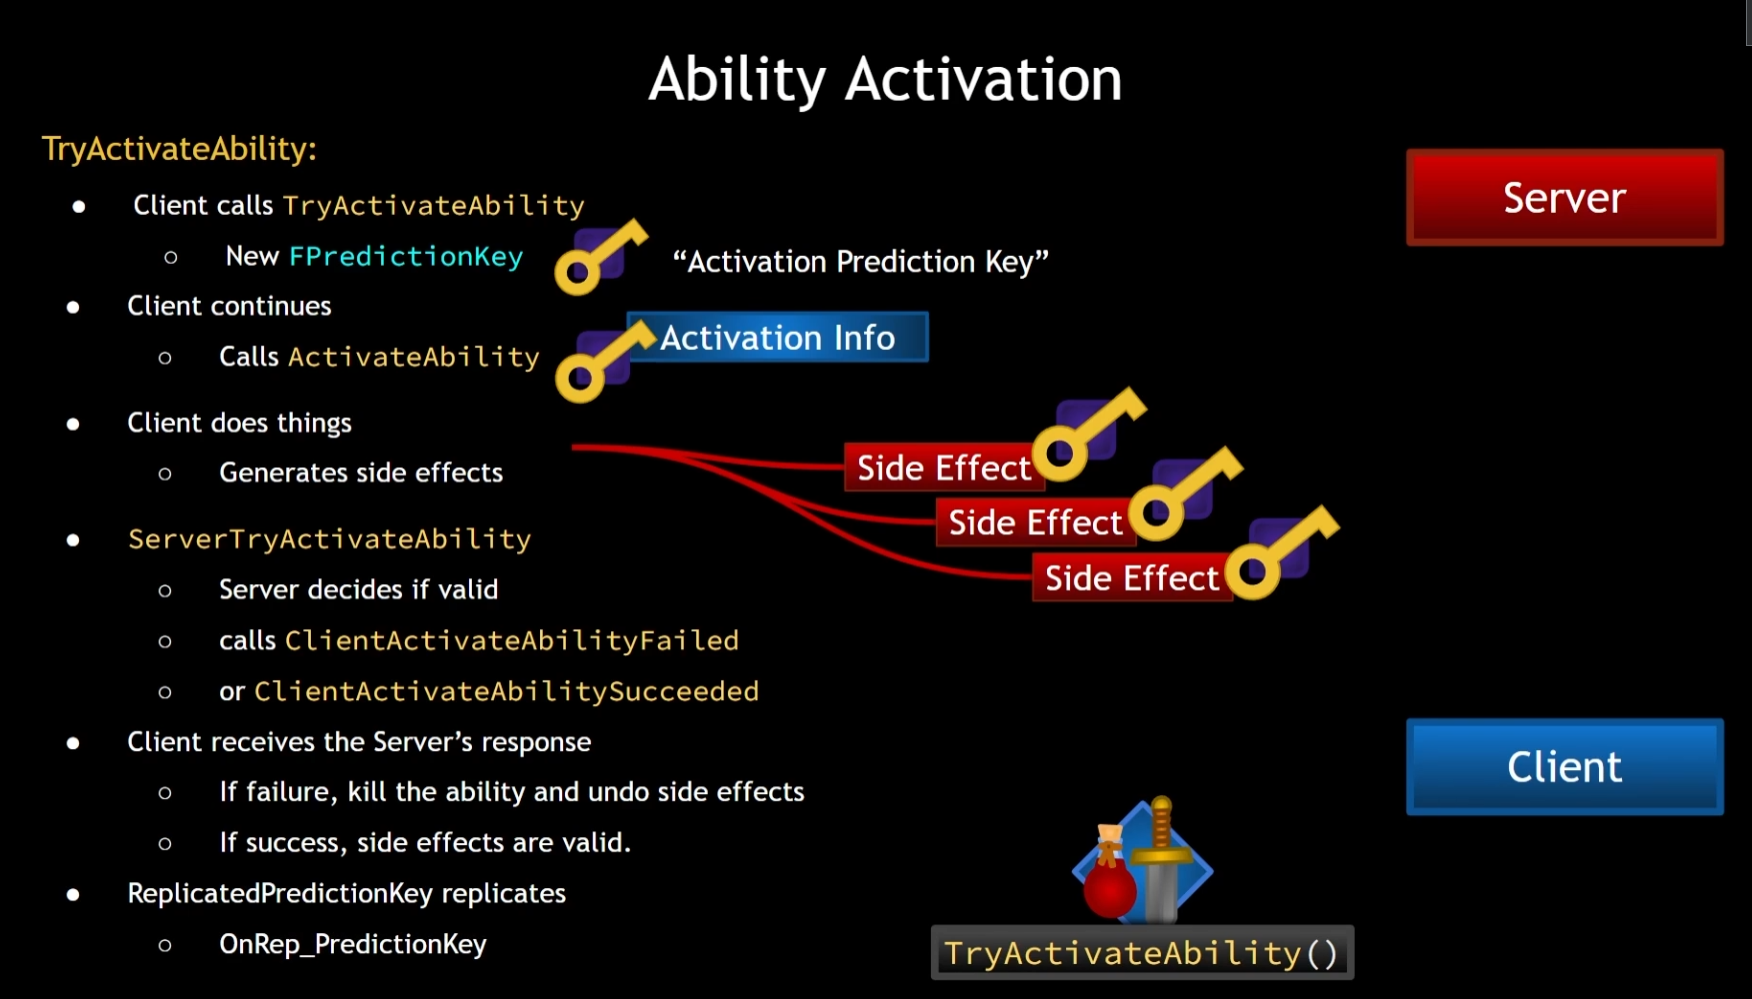 Ability Activation
TryActivateAbility:
● Client calls TryActivateAbility
○ New FPredictionKey
“Activation Prediction Key”
● Client continues
○ Calls ActivateAbility
Activation Info
● Client does things
○ Generates side effects
Side Effect
Side Effect
Side Effect
● ServerTryActivateAbility
○ Server decides if valid
○ calls ClientActivateAbilityFailed
○ or ClientActivateAbilitySucceeded
● Client receives the Server’s response
○ If failure, kill the ability and undo side effects
○ If success, side effects are valid.
● ReplicatedPredictionKey replicates
○ OnRep_PredictionKey
Server
Client
TryActivateAbility()